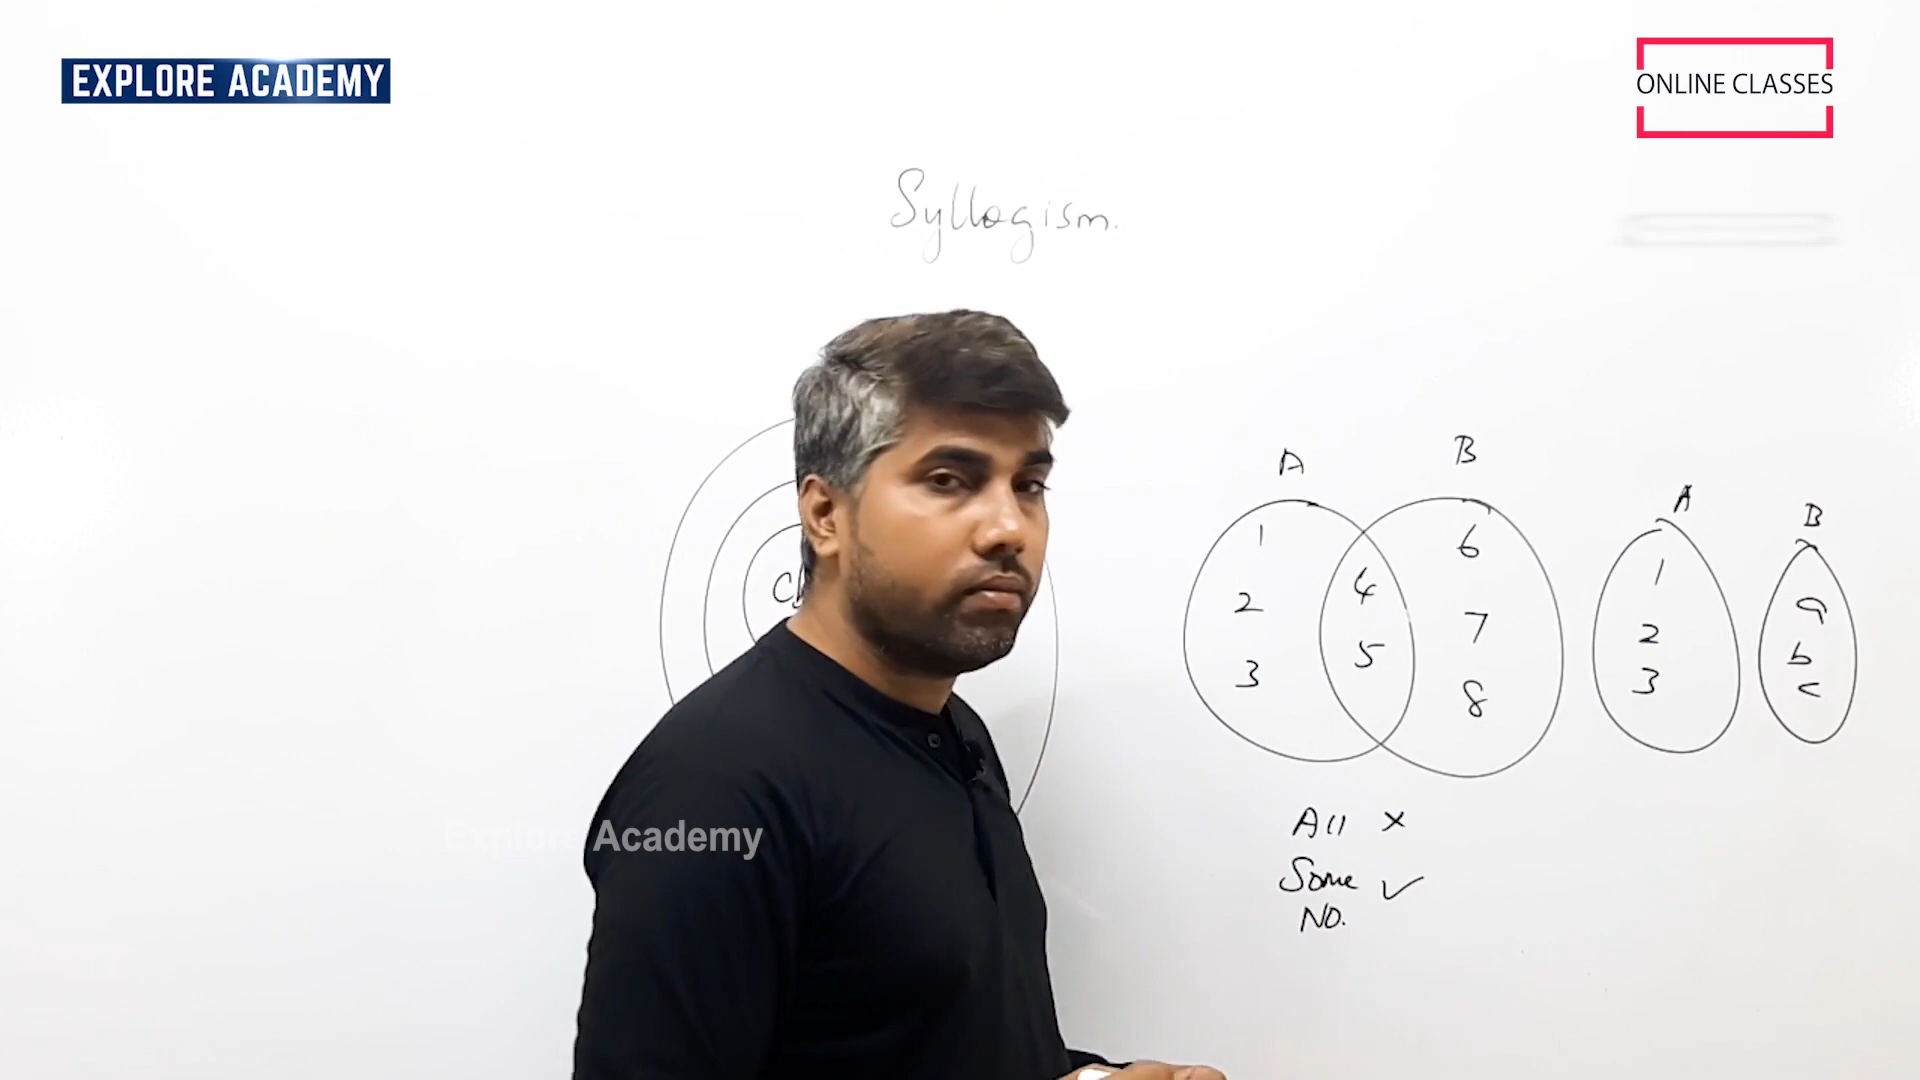 EXPLORE ACADEMY
ONLINE CLASSES
Syllogism.
A B
1 4 6
2 5 7
3 8
A B
1 a
2 b
3 c
All ×
Some ✓
NO.
Explore Academy